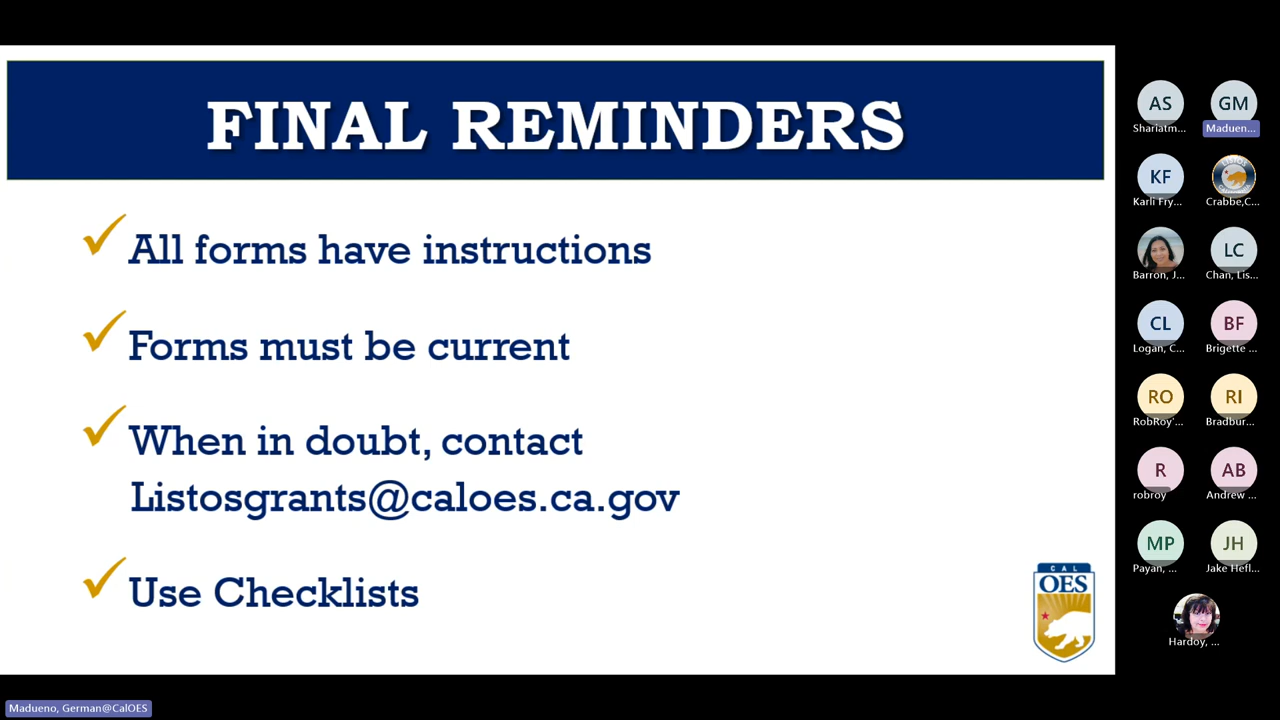 FINAL REMINDERS
All forms have instructions
Forms must be current
When in doubt, contact
Listosgrants@caloes.ca.gov
Use Checklists
CAL
OES
AS
Shariatm...
GM
Maduen...
KF
Karli Fry...
Crabbe,C...
Barron, J...
LC
Chan, Lis...
CL
Logan, C...
BF
Brigette ...
RO
RobRoy'...
RI
Bradbur...
R
robroy
AB
Andrew ...
MP
Payan, ...
JH
Jake Hefl...
Hardoy, ...
Madueno, German@CalOES